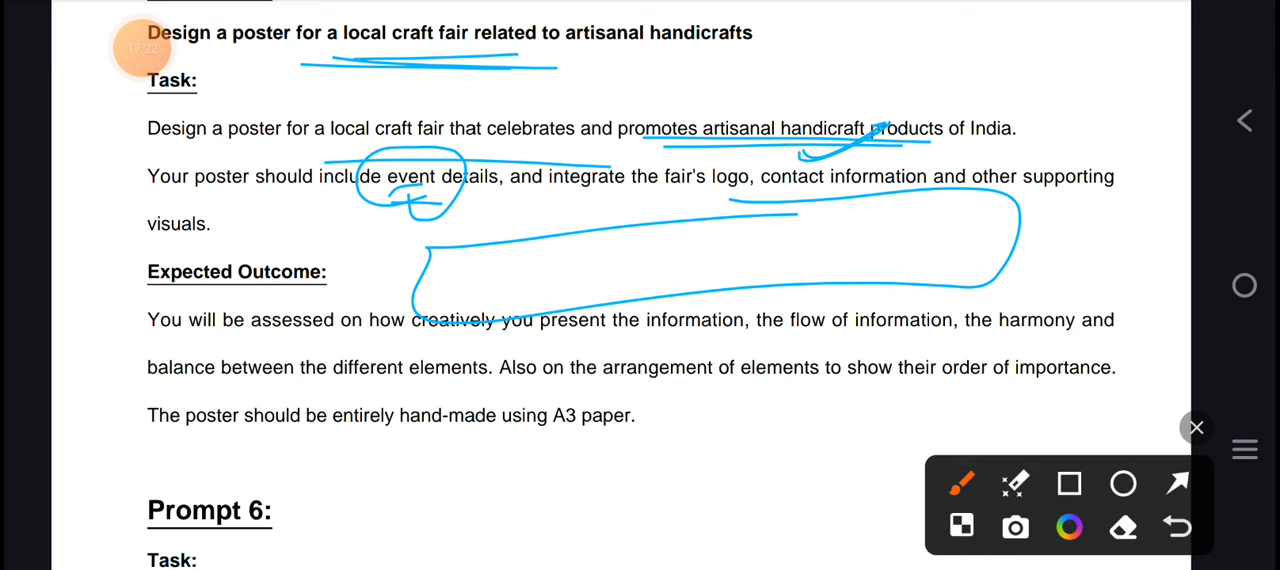 Design a poster for a local craft fair related to artisanal handicrafts
17:22
Task:
Design a poster for a local craft fair that celebrates and promotes artisanal handicraft products of India.
Your poster should include event details, and integrate the fair's logo, contact information and other supporting
visuals.
Expected Outcome:
You will be assessed on how creatively you present the information, the flow of information, the harmony and
balance between the different elements. Also on the arrangement of elements to show their order of importance.
The poster should be entirely hand-made using A3 paper.
Prompt 6:
Task: